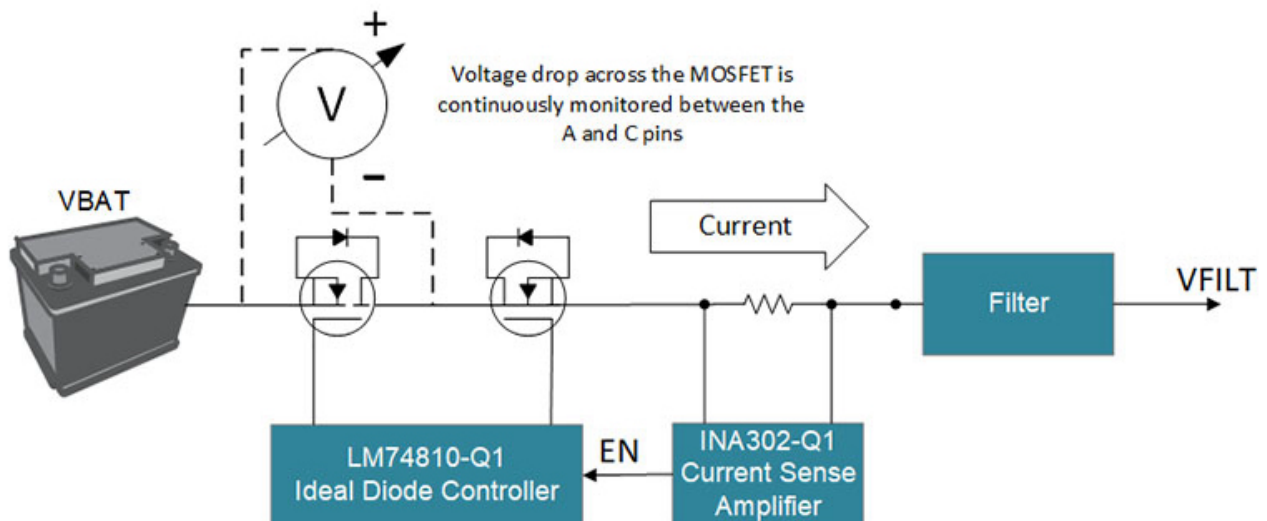 +
V
Voltage drop across the MOSFET is
continuously monitored between the
A and C pins
-
VBAT
Current
VFILT
Filter
LM74810-Q1
Ideal Diode Controller
EN
INA302-Q1
Current Sense
Amplifier